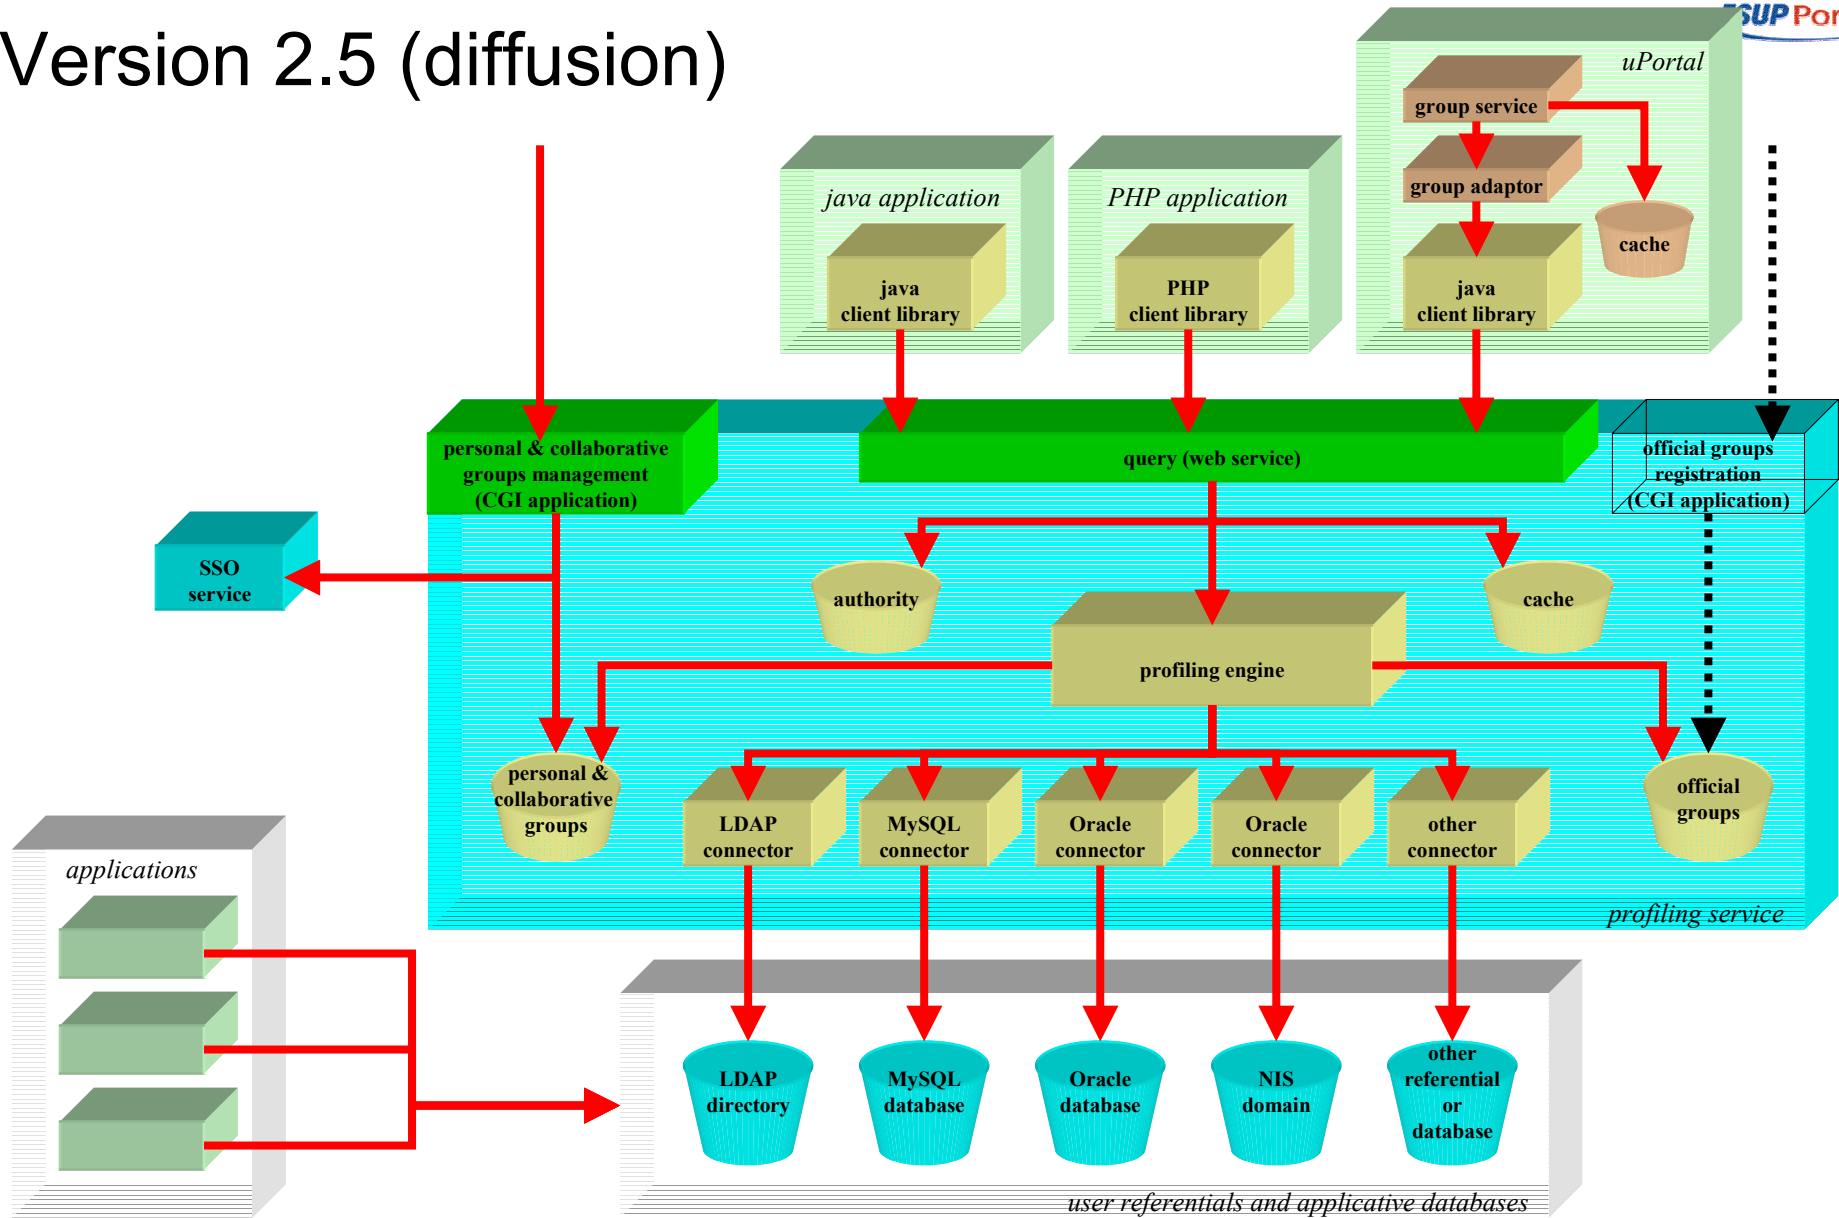 Version 2.5 (diffusion)
ESUP Por
uPortal
group service
group adaptor
cache
java application
java
client library
PHP application
PHP
client library
java
client library
personal & collaborative
groups management
(CGI application)
query (web service)
official groups
registration
(CGI application)
SSO
service
authority
cache
profiling engine
personal &
collaborative
groups
LDAP
connector
MySQL
connector
Oracle
connector
Oracle
connector
other
connector
official
groups
profiling service
applications
LDAP
directory
MySQL
database
Oracle
database
NIS
domain
other
referential
or
database
user referentials and applicative databases